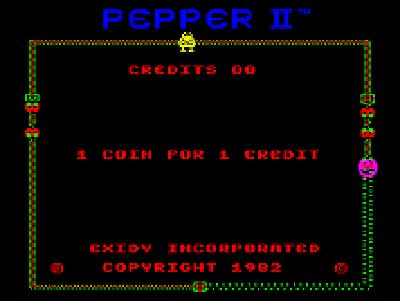 PEPPER II™
CREDITS 00
1 COIN FOR 1 CREDIT
EXIDY INCORPORATED
© COPYRIGHT 1982 ©